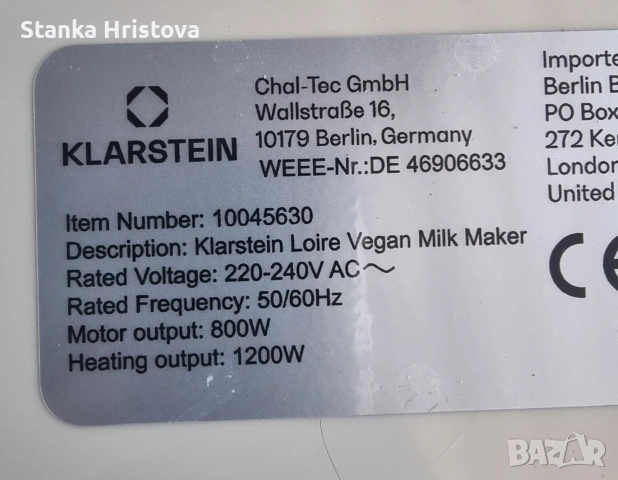 Stanka Hristova
KLARSTEIN
Chal-Tec GmbH
Wallstraße 16,
10179 Berlin, Germany
WEEE-Nr.:DE 46906633
Item Number: 10045630
Description: Klarstein Loire Vegan Milk Maker
Rated Voltage: 220-240V AC~
Rated Frequency: 50/60Hz
Motor output: 800W
Heating output: 1200W
Importe
Berlin B
PO Box
272 Ke
London
United
CE
BAZAR